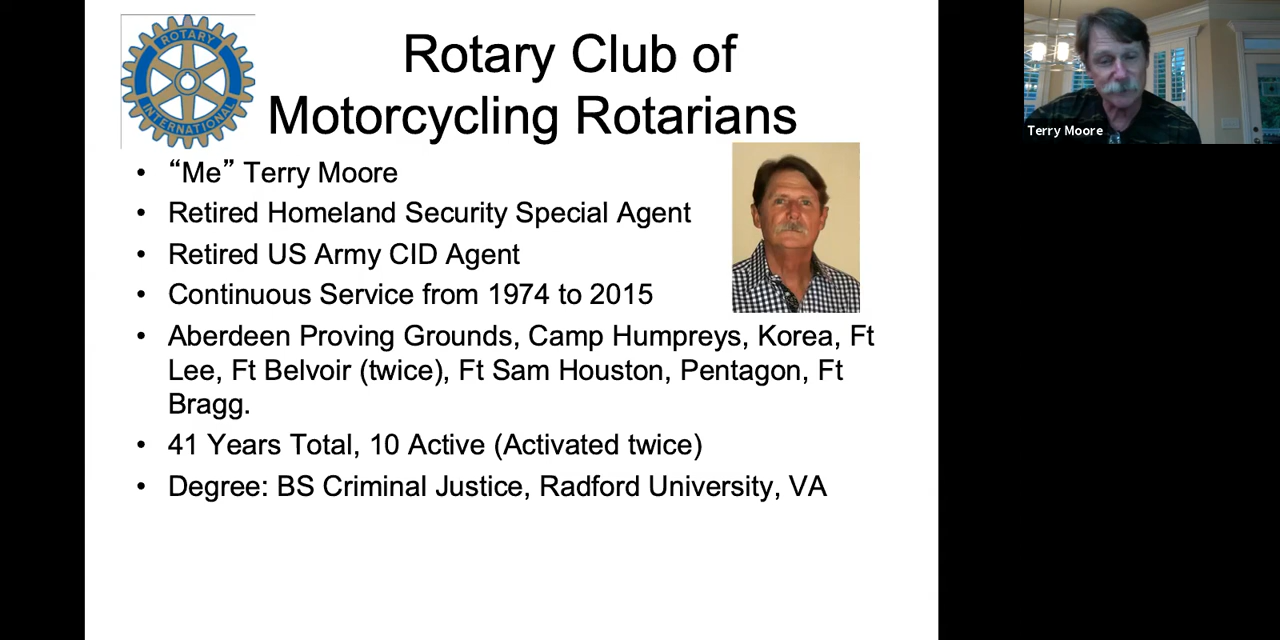 ROTARY
INTERNATIONAL
Rotary Club of
Motorcycling Rotarians
• “Me” Terry Moore
• Retired Homeland Security Special Agent
• Retired US Army CID Agent
• Continuous Service from 1974 to 2015
• Aberdeen Proving Grounds, Camp Humpreys, Korea, Ft
Lee, Ft Belvoir (twice), Ft Sam Houston, Pentagon, Ft
Bragg.
• 41 Years Total, 10 Active (Activated twice)
• Degree: BS Criminal Justice, Radford University, VA
Terry Moore